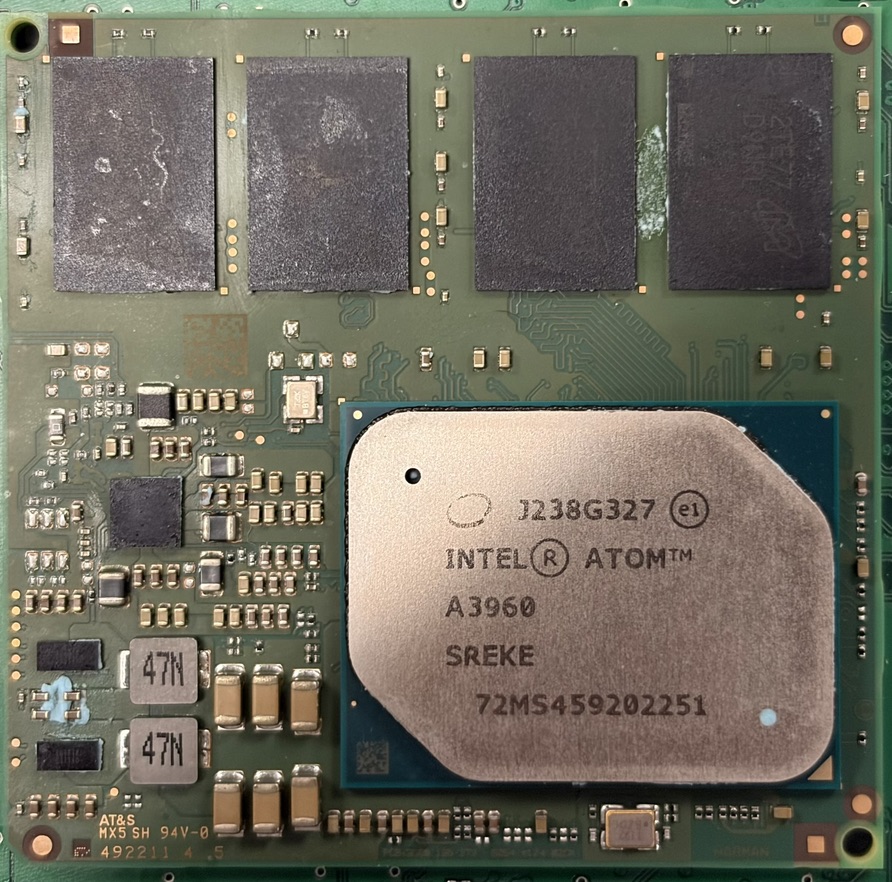 J238G327 e1
INTEL® ATOM™
A3960
SREKE
72MS459202251
47N
47N
AT&S
MX5 SH 94V-0
492211 4 .5